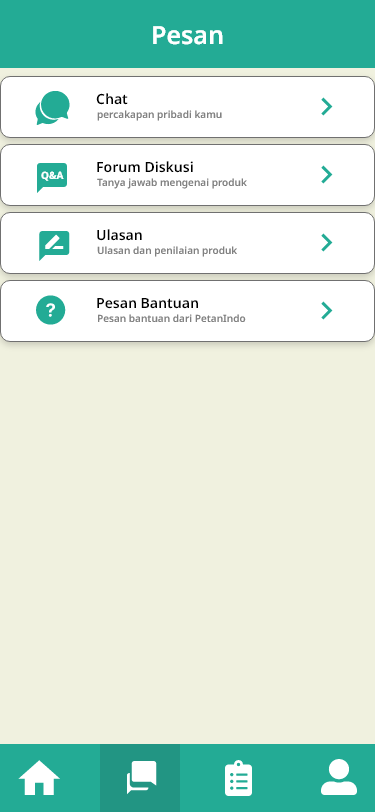 Pesan
Chat
percakapan pribadi kamu
Q&A
Forum Diskusi
Tanya jawab mengenai produk
Ulasan
Ulasan dan penilaian produk
?
Pesan Bantuan
Pesan bantuan dari PetanIndo